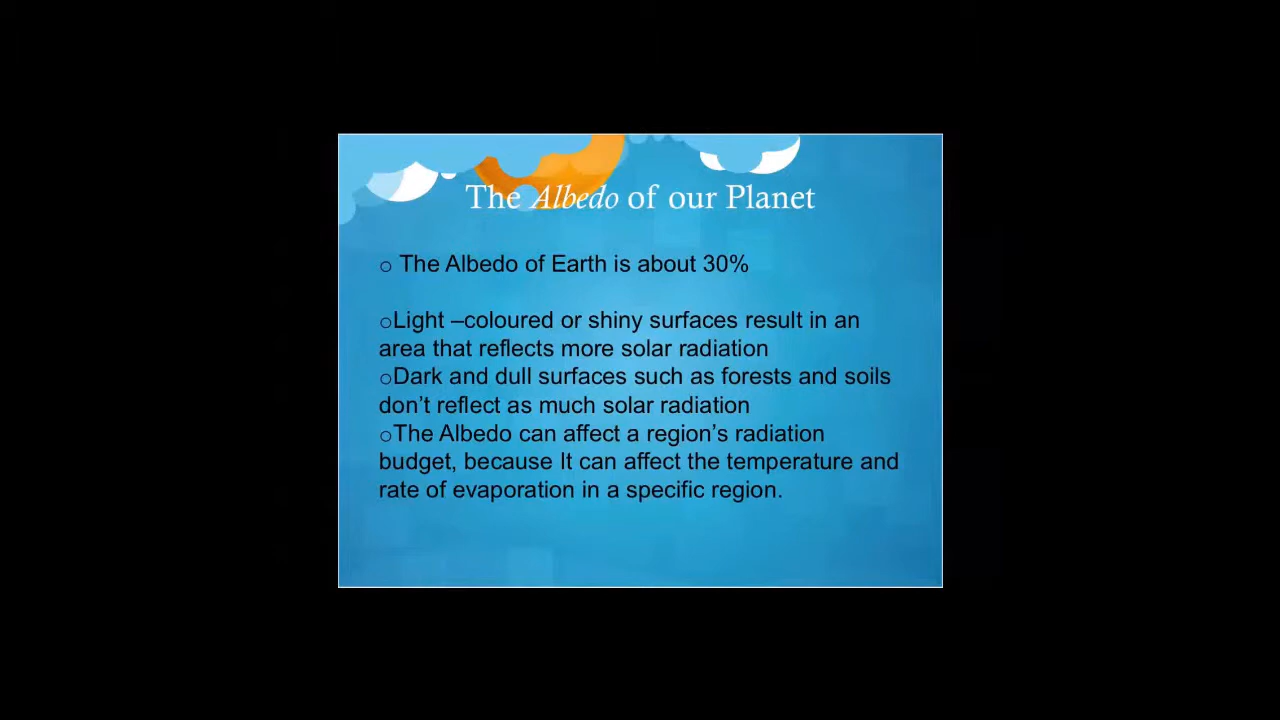 The Albedo of our Planet
o The Albedo of Earth is about 30%
oLight –coloured or shiny surfaces result in an
area that reflects more solar radiation
oDark and dull surfaces such as forests and soils
don’t reflect as much solar radiation
oThe Albedo can affect a region’s radiation
budget, because It can affect the temperature and
rate of evaporation in a specific region.